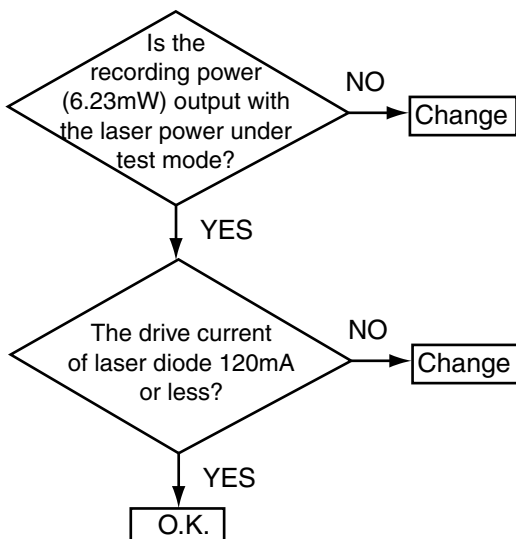 Is the
recording power
(6.23mW) output with
the laser power under
test mode?
NO
Change
YES
The drive current
of laser diode 120mA
or less?
NO
Change
YES
O.K.